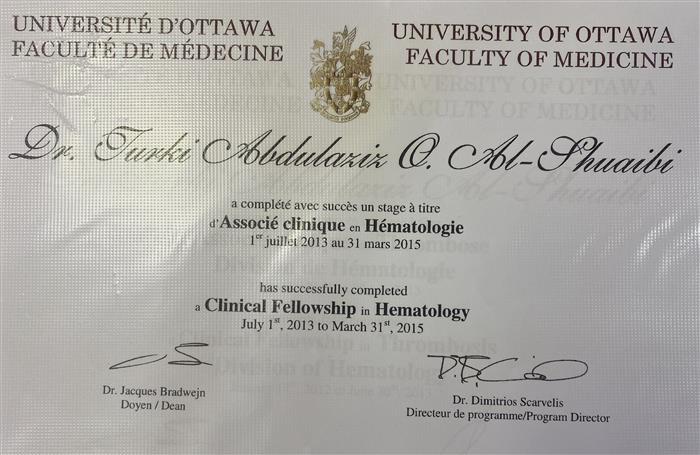 UNIVERSITÉ D'OTTAWA
FACULTÉ DE MÉDECINE
UNIVERSITY OF OTTAWA
FACULTY OF MEDICINE
Dr. Turki Abdulaziz O. Al-Shuaibi
a complété avec succès un stage à titre
d'Associé clinique en Hématologie
1er juillet 2013 au 31 mars 2015
has successfully completed
a Clinical Fellowship in Hematology
July 1st, 2013 to March 31st, 2015
Dr. Jacques Bradwejn
Doyen / Dean
Dr. Dimitrios Scarvelis
Directeur de programme/Program Director